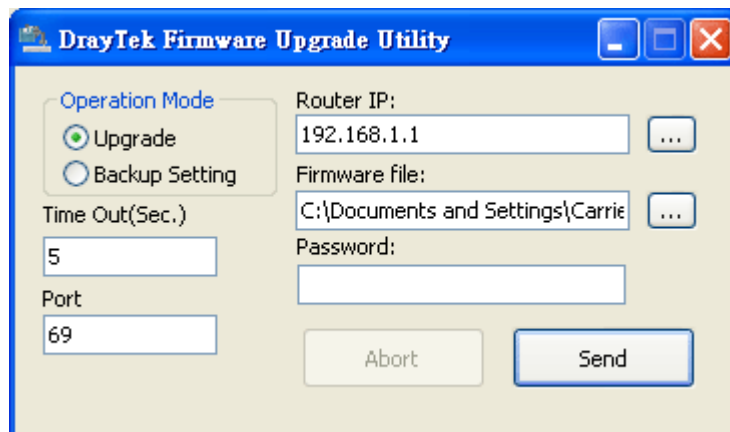 DrayTek Firmware Upgrade Utility
Operation Mode
Upgrade
Backup Setting
Time Out(Sec.)
5
Port
69
Router IP:
192.168.1.1
...
Firmware file:
C:\Documents and Settings\Carrie
...
Password:
Abort
Send